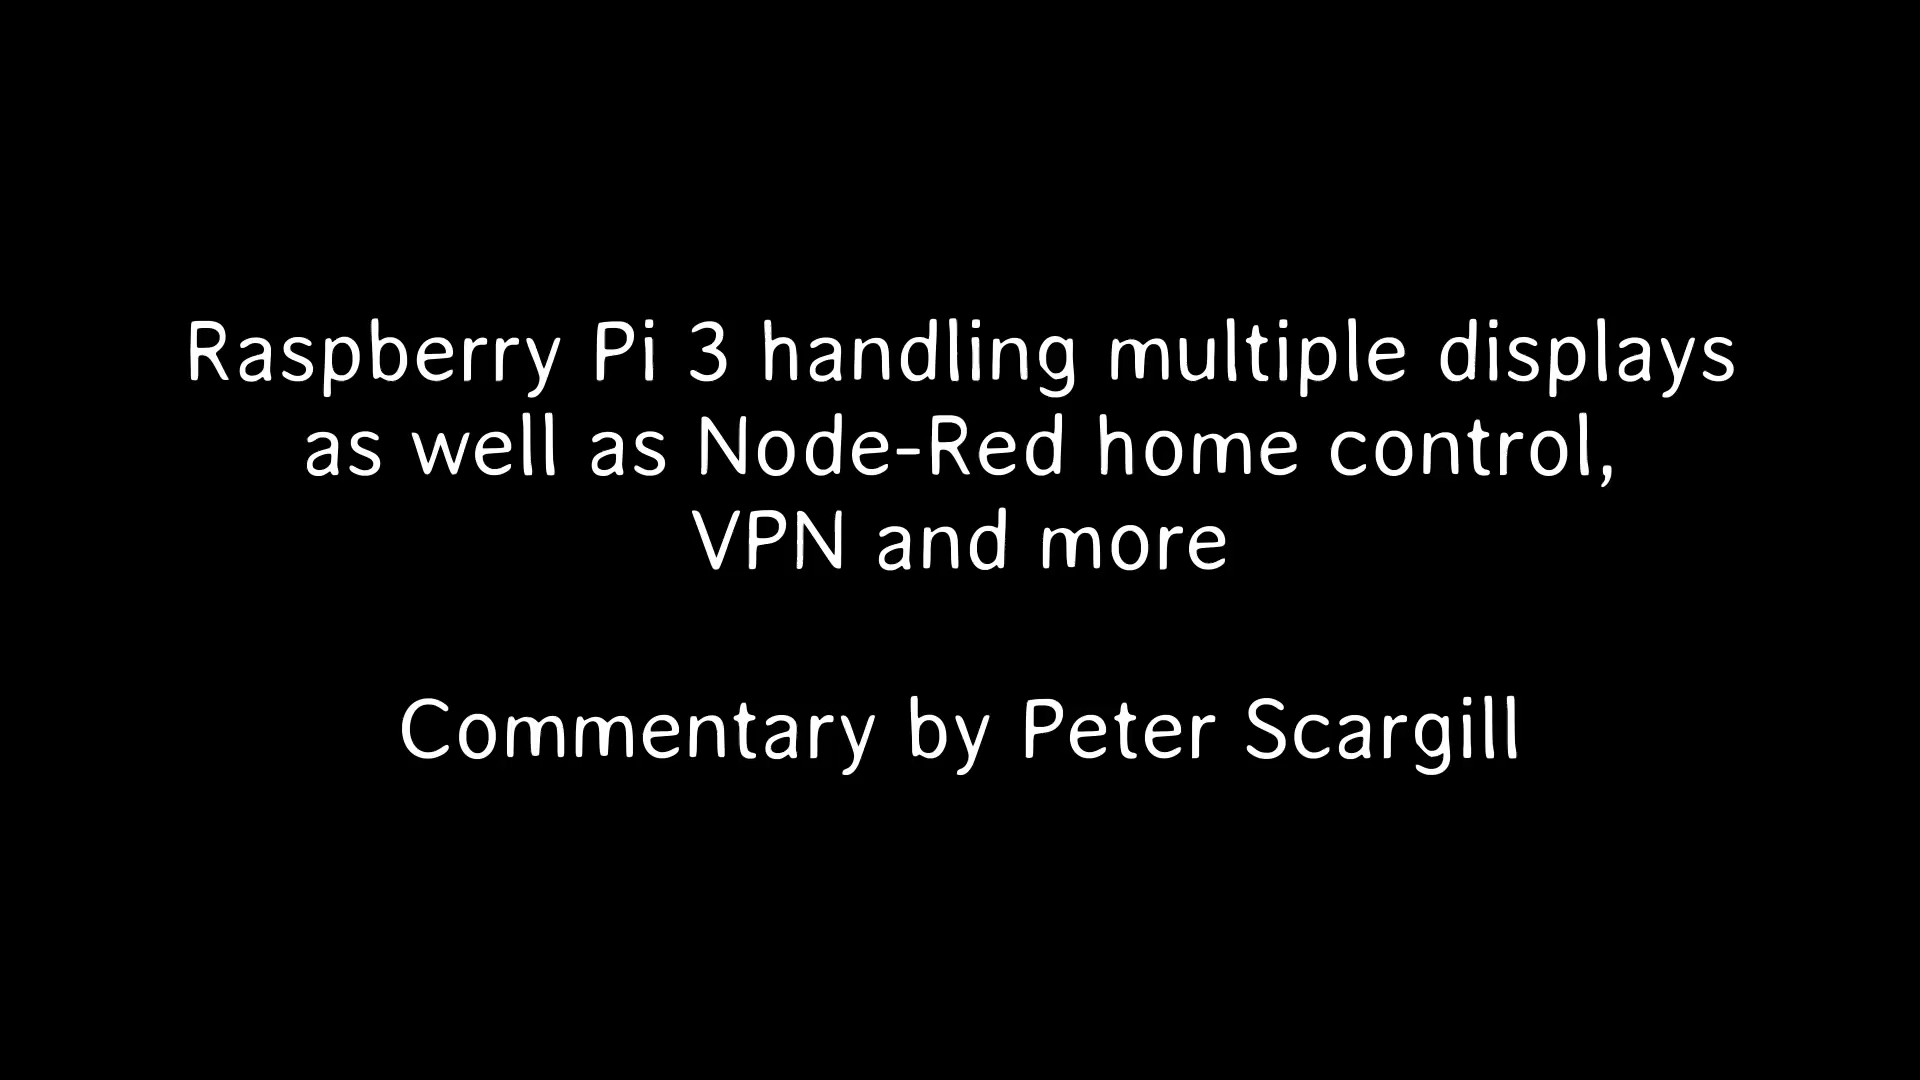 Raspberry Pi 3 handling multiple displays
as well as Node-Red home control,
VPN and more
Commentary by Peter Scargill